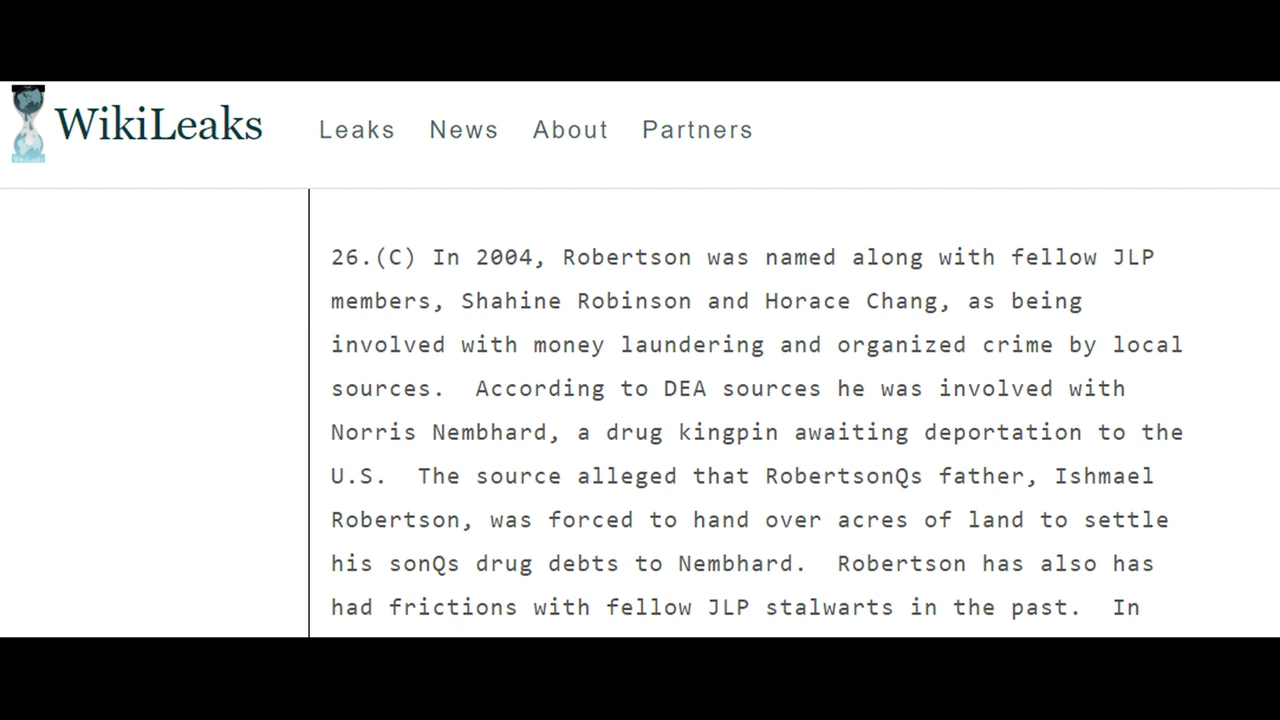 WikiLeaks
Leaks News About Partners
26.(C) In 2004, Robertson was named along with fellow JLP
members, Shahine Robinson and Horace Chang, as being
involved with money laundering and organized crime by local
sources.  According to DEA sources he was involved with
Norris Nembhard, a drug kingpin awaiting deportation to the
U.S.  The source alleged that RobertsonQs father, Ishmael
Robertson, was forced to hand over acres of land to settle
his sonQs drug debts to Nembhard.  Robertson has also has
had frictions with fellow JLP stalwarts in the past.  In